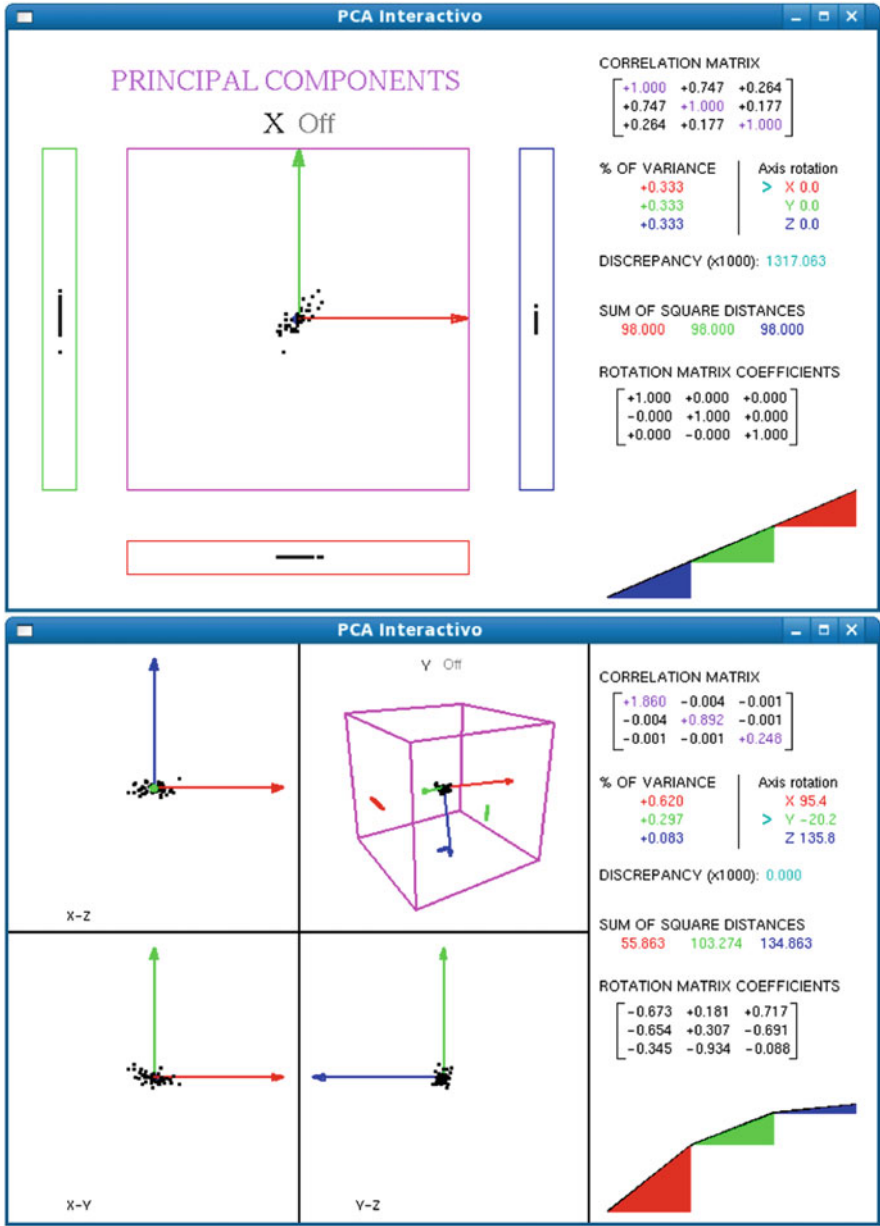 PCA Interactivo
PRINCIPAL COMPONENTS
X Off
CORRELATION MATRIX
+1.000 +0.747 +0.264
+0.747 +1.000 +0.177
+0.264 +0.177 +1.000
% OF VARIANCE Axis rotation
+0.333 > X 0.0
+0.333 Y 0.0
+0.333 Z 0.0
DISCREPANCY (x1000): 1317.063
SUM OF SQUARE DISTANCES
98.000 98.000 98.000
ROTATION MATRIX COEFFICIENTS
+1.000 +0.000 +0.000
-0.000 +1.000 +0.000
+0.000 -0.000 +1.000
PCA Interactivo
X-Z
Y Off
X-Y
Y-Z
CORRELATION MATRIX
+1.860 -0.004 -0.001
-0.004 +0.892 -0.001
-0.001 -0.001 +0.248
% OF VARIANCE Axis rotation
+0.620 X 95.4
+0.297 > Y -20.2
+0.083 Z 135.8
DISCREPANCY (x1000): 0.000
SUM OF SQUARE DISTANCES
55.863 103.274 134.863
ROTATION MATRIX COEFFICIENTS
-0.673 +0.181 +0.717
-0.654 +0.307 -0.691
-0.345 -0.934 -0.088